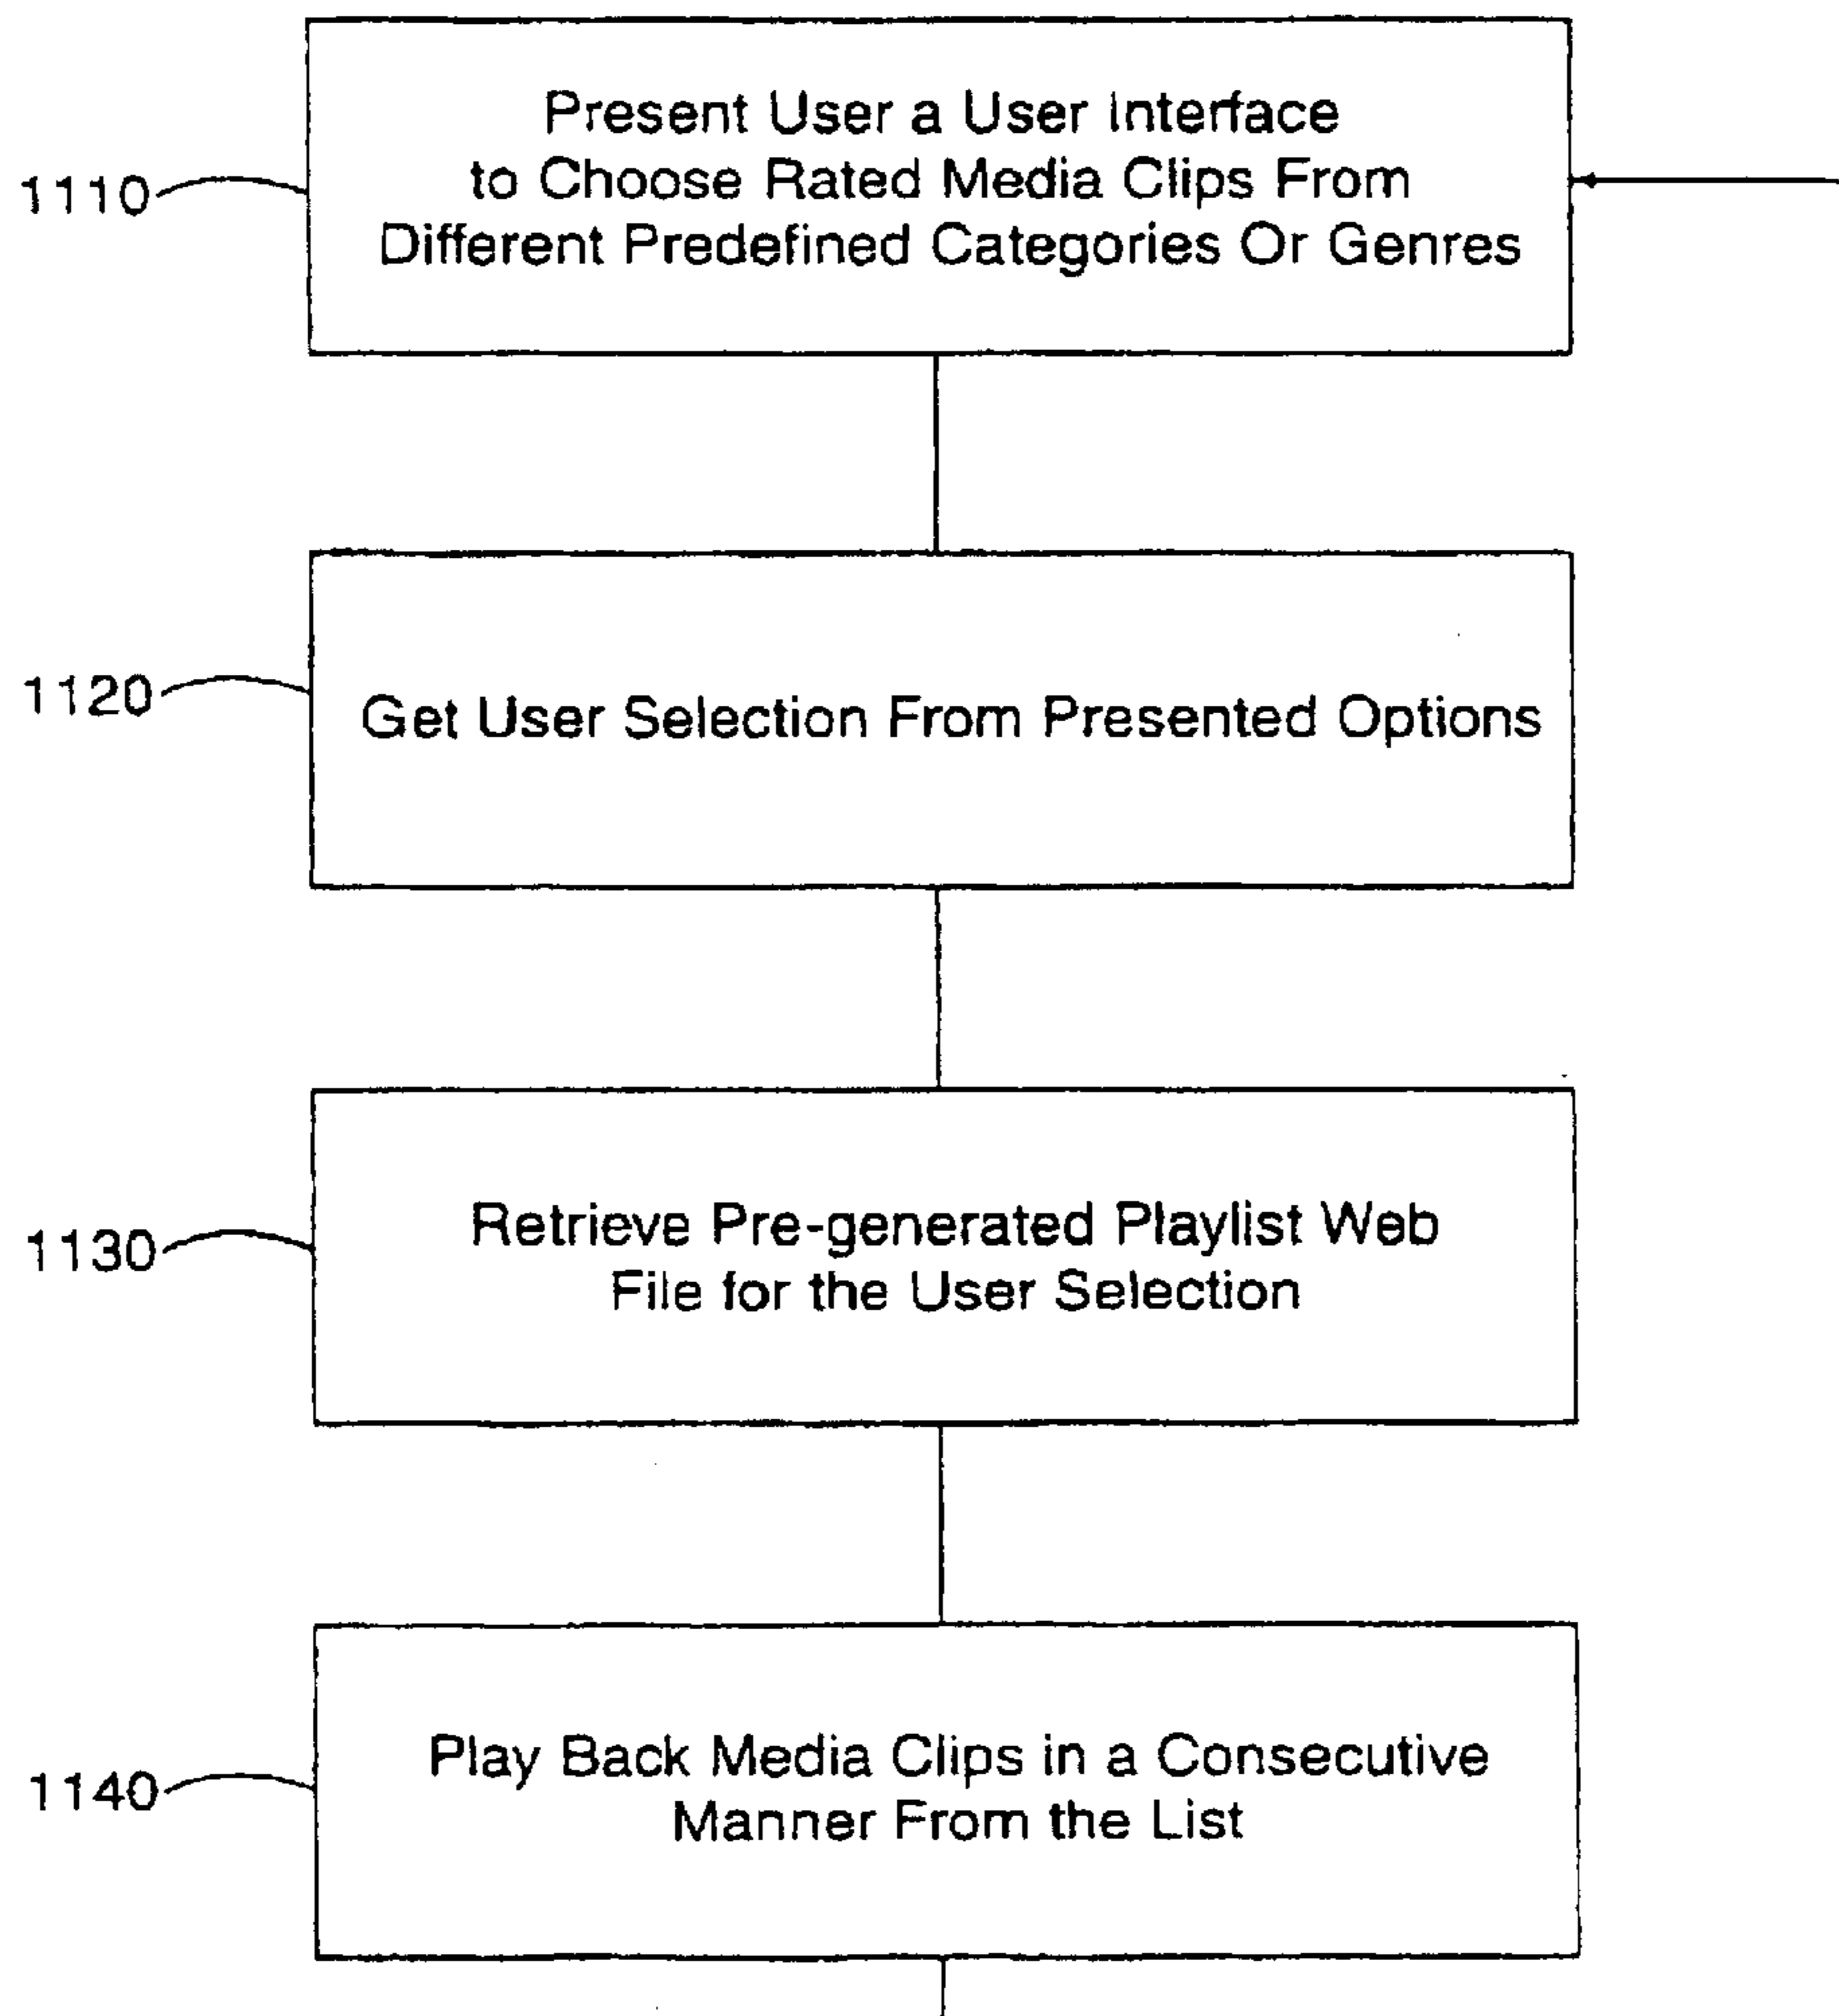 Present User a User Interface
to Choose Rated Media Clips From
Different Predefined Categories Or Genres
1110
Get User Selection From Presented Options
1120
Retrieve Pre-generated Playlist Web
File for the User Selection
1130
Play Back Media Clips in a Consecutive
Manner From the List
1140